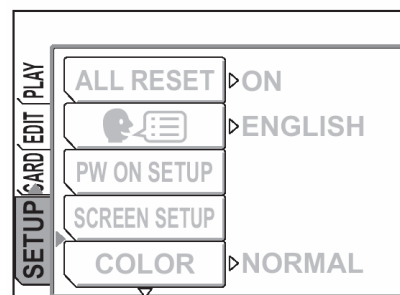 PLAY
EDIT
CARD
SETUP
ALL RESET ON
ENGLISH
PW ON SETUP
SCREEN SETUP
COLOR NORMAL